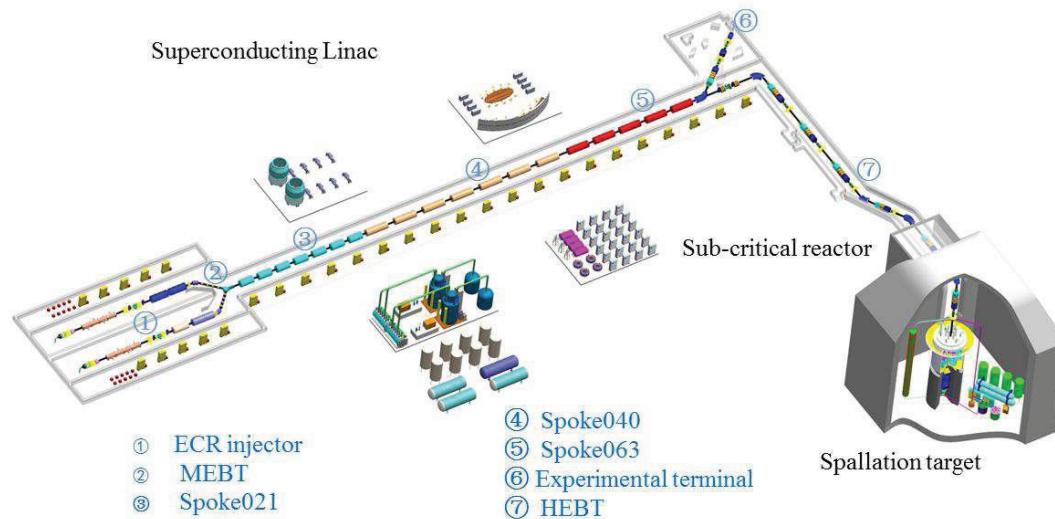 ⑥
Superconducting Linac
⑤
④
⑦
③
Sub-critical reactor
②
①
① ECR injector
② MEBT
③ Spoke021
④ Spoke040
⑤ Spoke063
⑥ Experimental terminal
⑦ HEBT
Spallation target